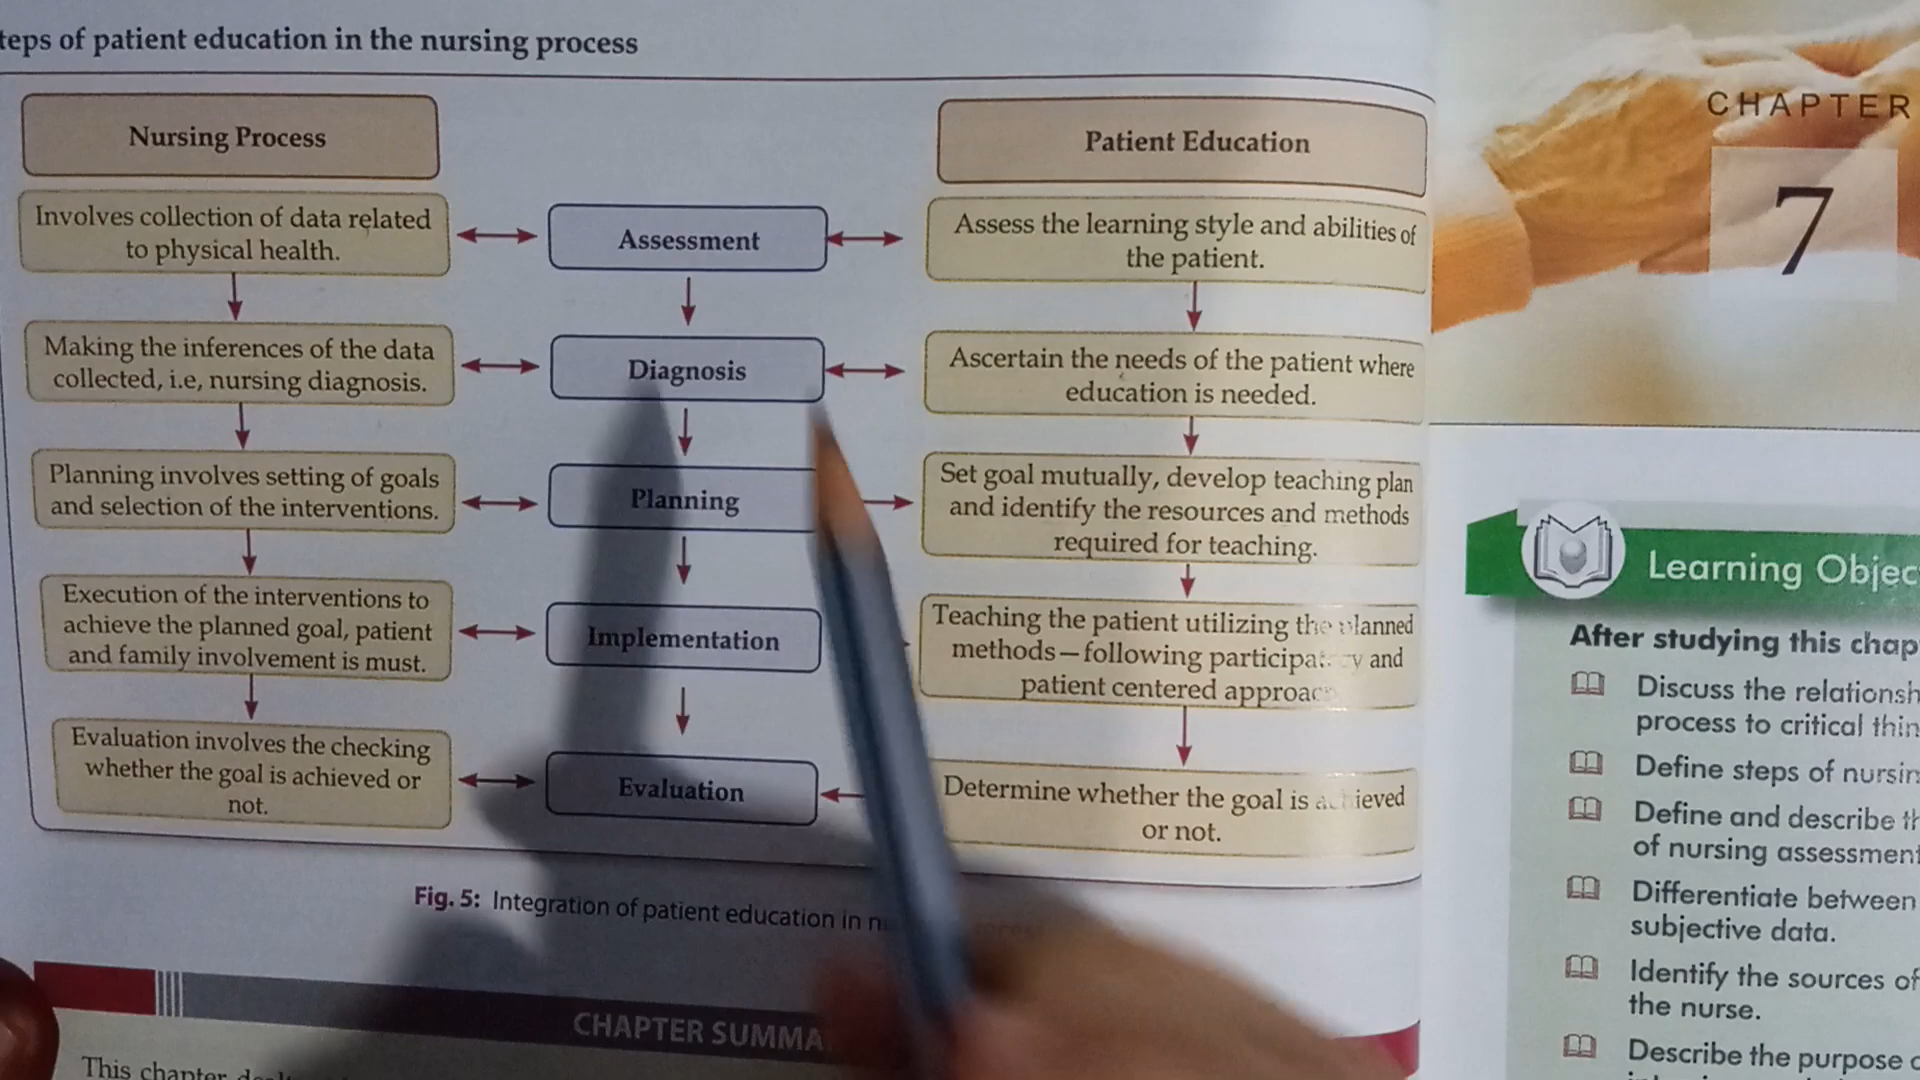 teps of patient education in the nursing process
Nursing Process
Patient Education
Involves collection of data related
to physical health.
Assessment
Assess the learning style and abilities of
the patient.
Making the inferences of the data
collected, i.e, nursing diagnosis.
Diagnosis
Ascertain the needs of the patient where
education is needed.
Planning involves setting of goals
and selection of the interventions.
Planning
Set goal mutually, develop teaching plan
and identify the resources and methods
required for teaching.
Execution of the interventions to
achieve the planned goal, patient
and family involvement is must.
Implementation
Teaching the patient utilizing the planned
methods—following and
patient centered
Evaluation involves the checking
whether the goal is achieved or
not.
Evaluation
Determine whether the goal is achieved
or not.
Fig. 5: Integration of patient education in
CHAPTER SUMMA
This chapter
CHAPTER
7
Learning Objec
After studying this chap
Discuss the relationsh
process to critical thin
Define steps of nursin
Define and describe th
of nursing assessment
Differentiate between
subjective data.
Identify the sources of
the nurse.
Describe the purpose